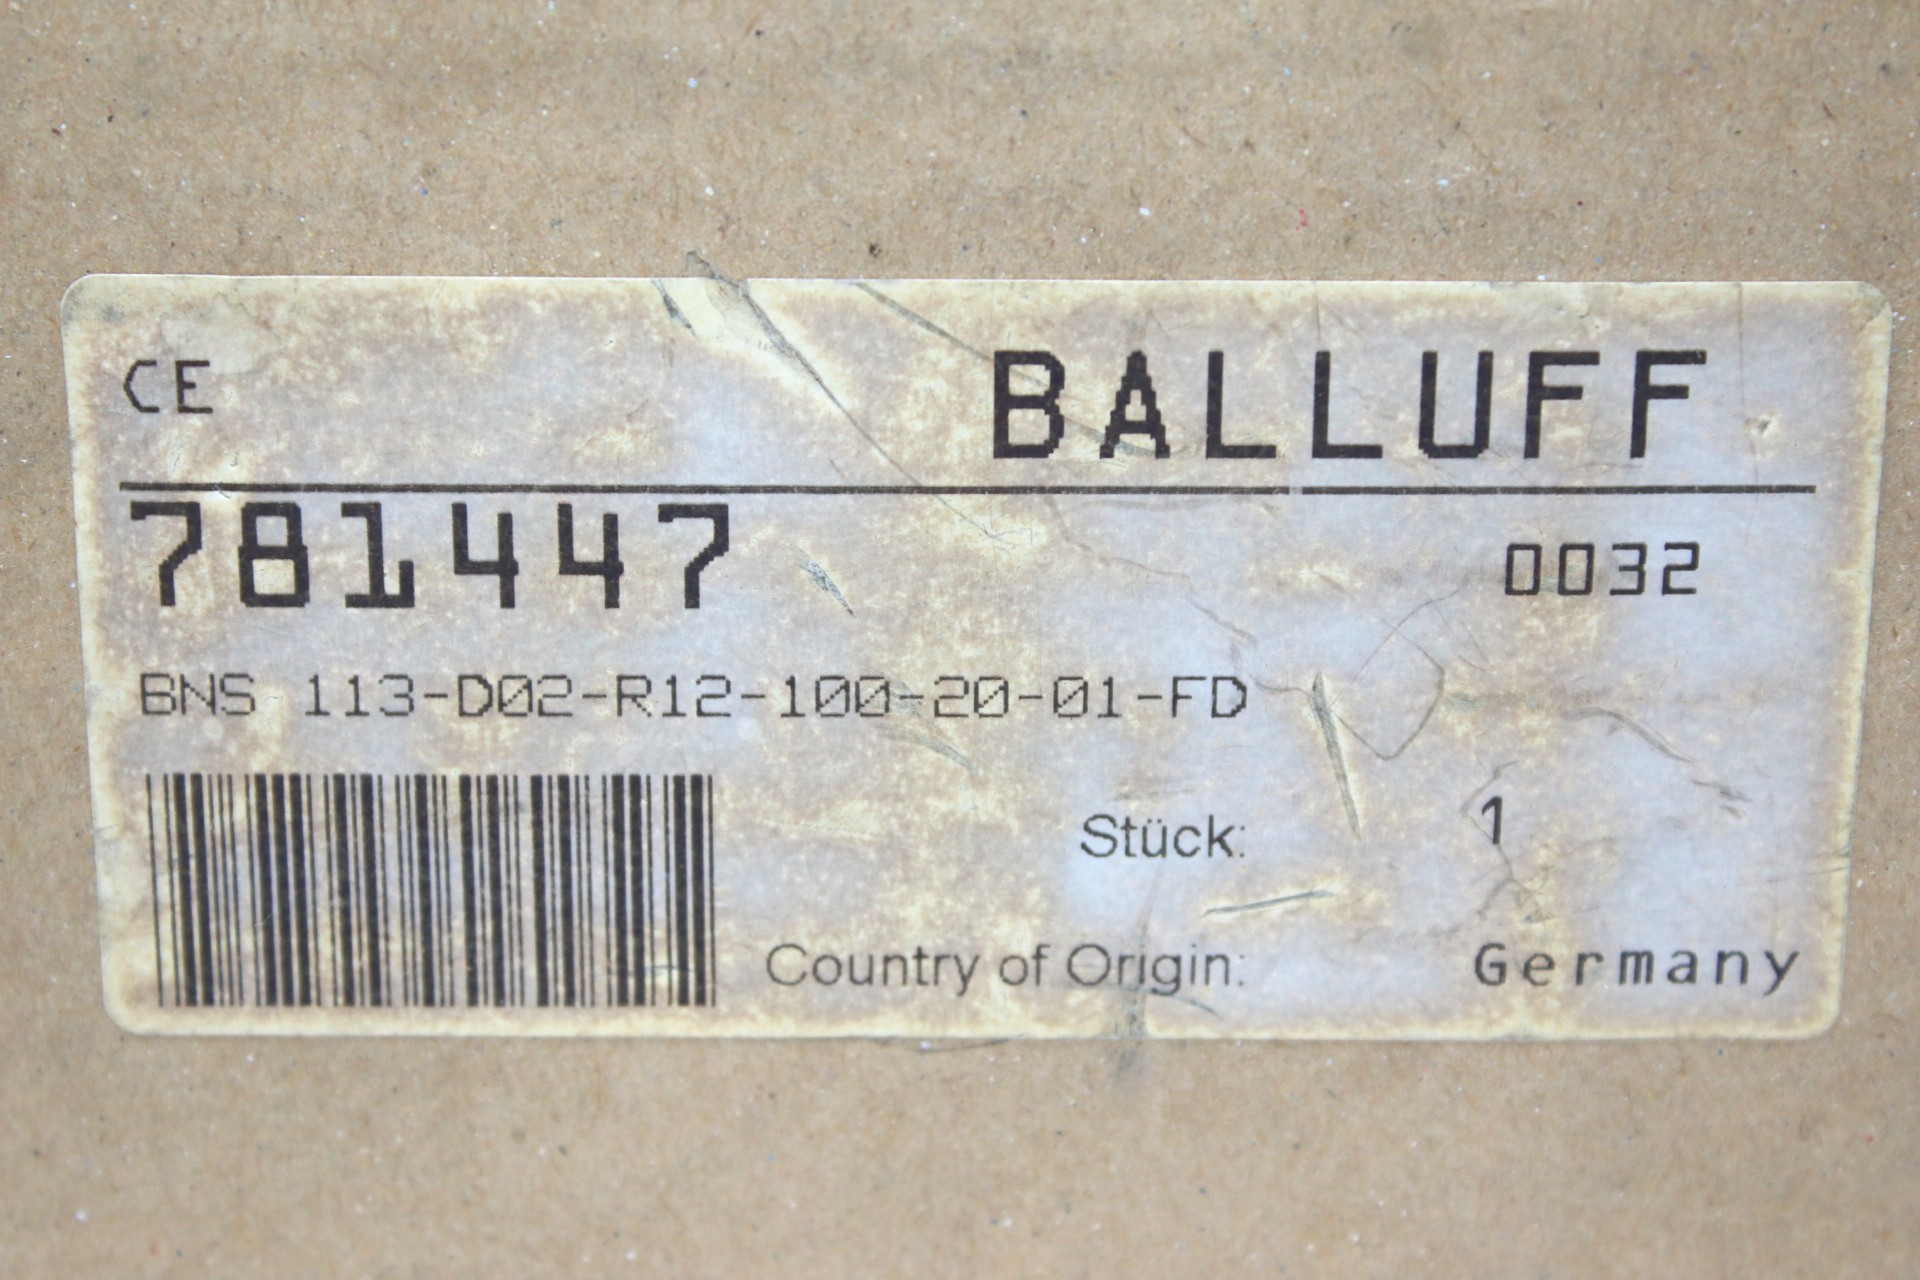 CE BALLUFF
781447 0032
BNS 113-D02-R12-100-20-01-FD
Stück: 1
Country of Origin: Germany